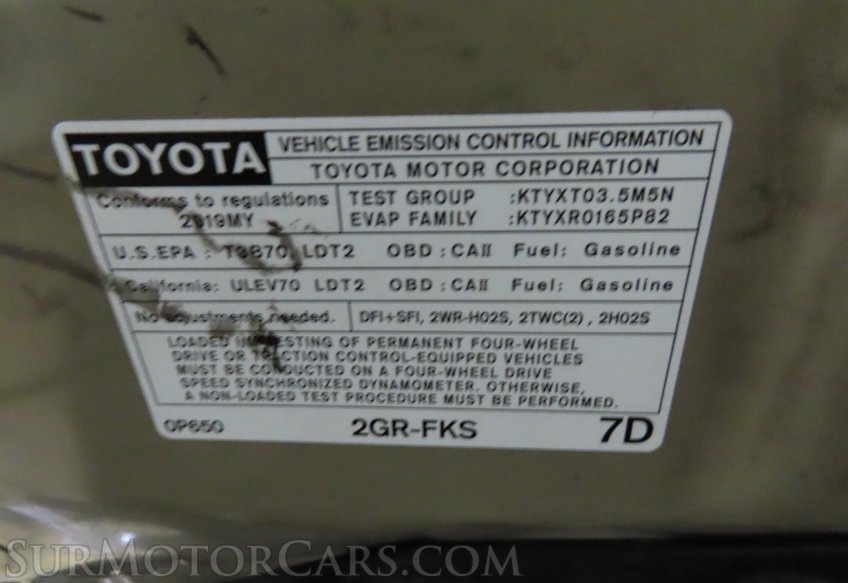 TOYOTA
VEHICLE EMISSION CONTROL INFORMATION
TOYOTA MOTOR CORPORATION
Conforms to regulations
2019MY
TEST GROUP :KTYXT03.5M5N
EVAP FAMILY :KTYXR0165P82
U.S.EPA : T3B70 LDT2 OBD : CAII Fuel: Gasoline
California: ULEV70 LDT2 OBD : CAII Fuel: Gasoline
No adjustments needed.
DFI+SFI, 2WR-HO2S, 2TWC(2) , 2HO2S
LOADED I/M TESTING OF PERMANENT FOUR-WHEEL
DRIVE OR TRACTION CONTROL-EQUIPPED VEHICLES
MUST BE CONDUCTED ON A FOUR-WHEEL DRIVE
SPEED SYNCHRONIZED DYNAMOMETER. OTHERWISE,
A NON-LOADED TEST PROCEDURE MUST BE PERFORMED.
0P650
2GR-FKS
7D
SURMOTORCARS.COM